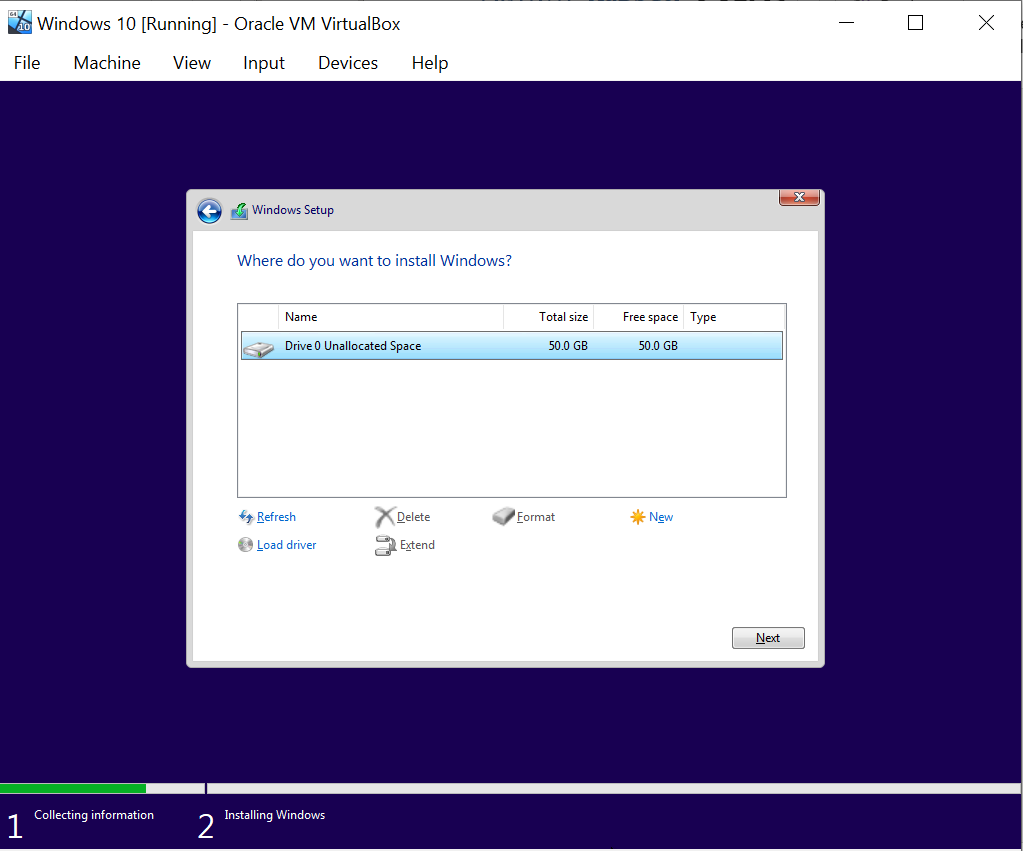 Windows 10 [Running] - Oracle VM VirtualBox
File Machine View Input Devices Help
Windows Setup
Where do you want to install Windows?
Name Total size Free space Type
Drive 0 Unallocated Space 50.0 GB 50.0 GB
Refresh Delete Format New
Load driver Extend
Next
1 Collecting information 2 Installing Windows